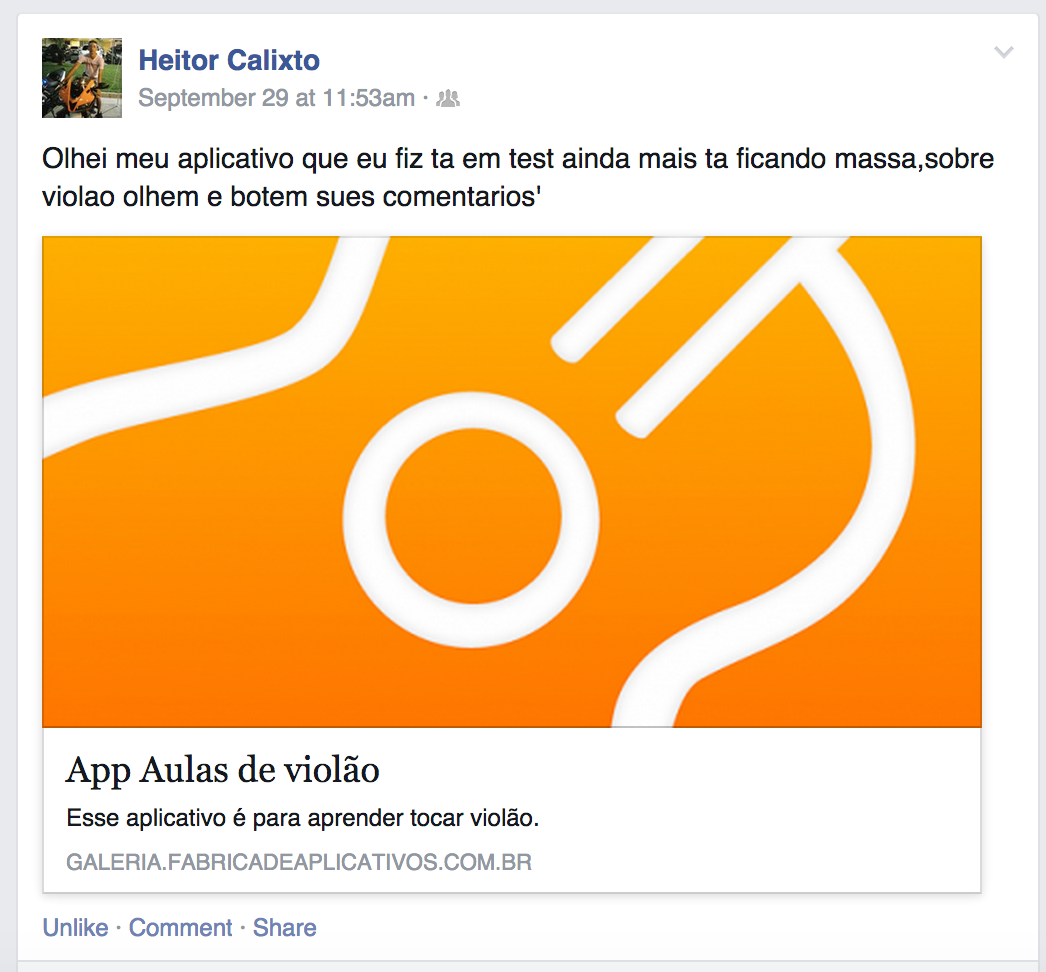 Heitor Calixto
September 29 at 11:53am ·
Olhei meu aplicativo que eu fiz ta em test ainda mais ta ficando massa,sobre
violao olhem e botem sues comentarios'
App Aulas de violão
Esse aplicativo é para aprender tocar violão.
GALERIA.FABRICADEAPLICATIVOS.COM.BR
Unlike · Comment · Share